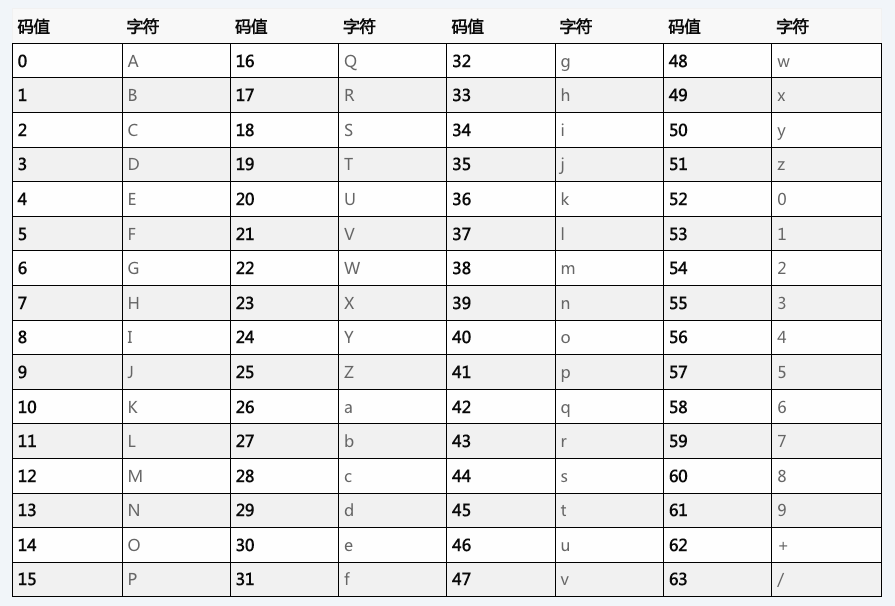 码值 字符 码值 字符 码值 字符 码值 字符
0 A 16 Q 32 g 48 w
1 B 17 R 33 h 49 x
2 C 18 S 34 i 50 y
3 D 19 T 35 j 51 z
4 E 20 U 36 k 52 0
5 F 21 V 37 l 53 1
6 G 22 W 38 m 54 2
7 H 23 X 39 n 55 3
8 I 24 Y 40 o 56 4
9 J 25 Z 41 p 57 5
10 K 26 a 42 q 58 6
11 L 27 b 43 r 59 7
12 M 28 c 44 s 60 8
13 N 29 d 45 t 61 9
14 O 30 e 46 u 62 +
15 P 31 f 47 v 63 /